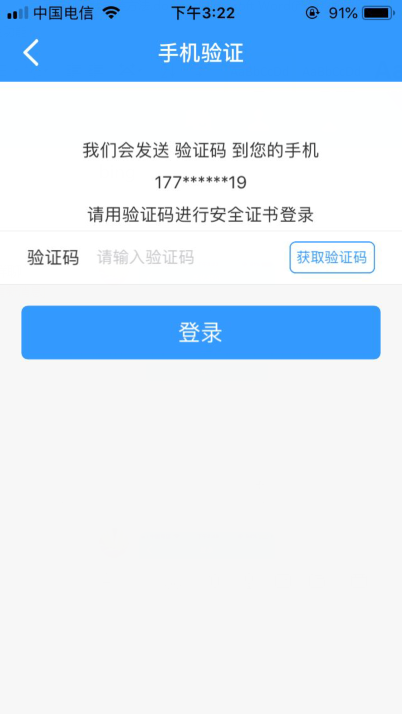 中国电信 下午3:22 91%
手机验证
我们会发送 验证码 到您的手机
177******19
请用验证码进行安全证书登录
验证码 请输入验证码 获取验证码
登录